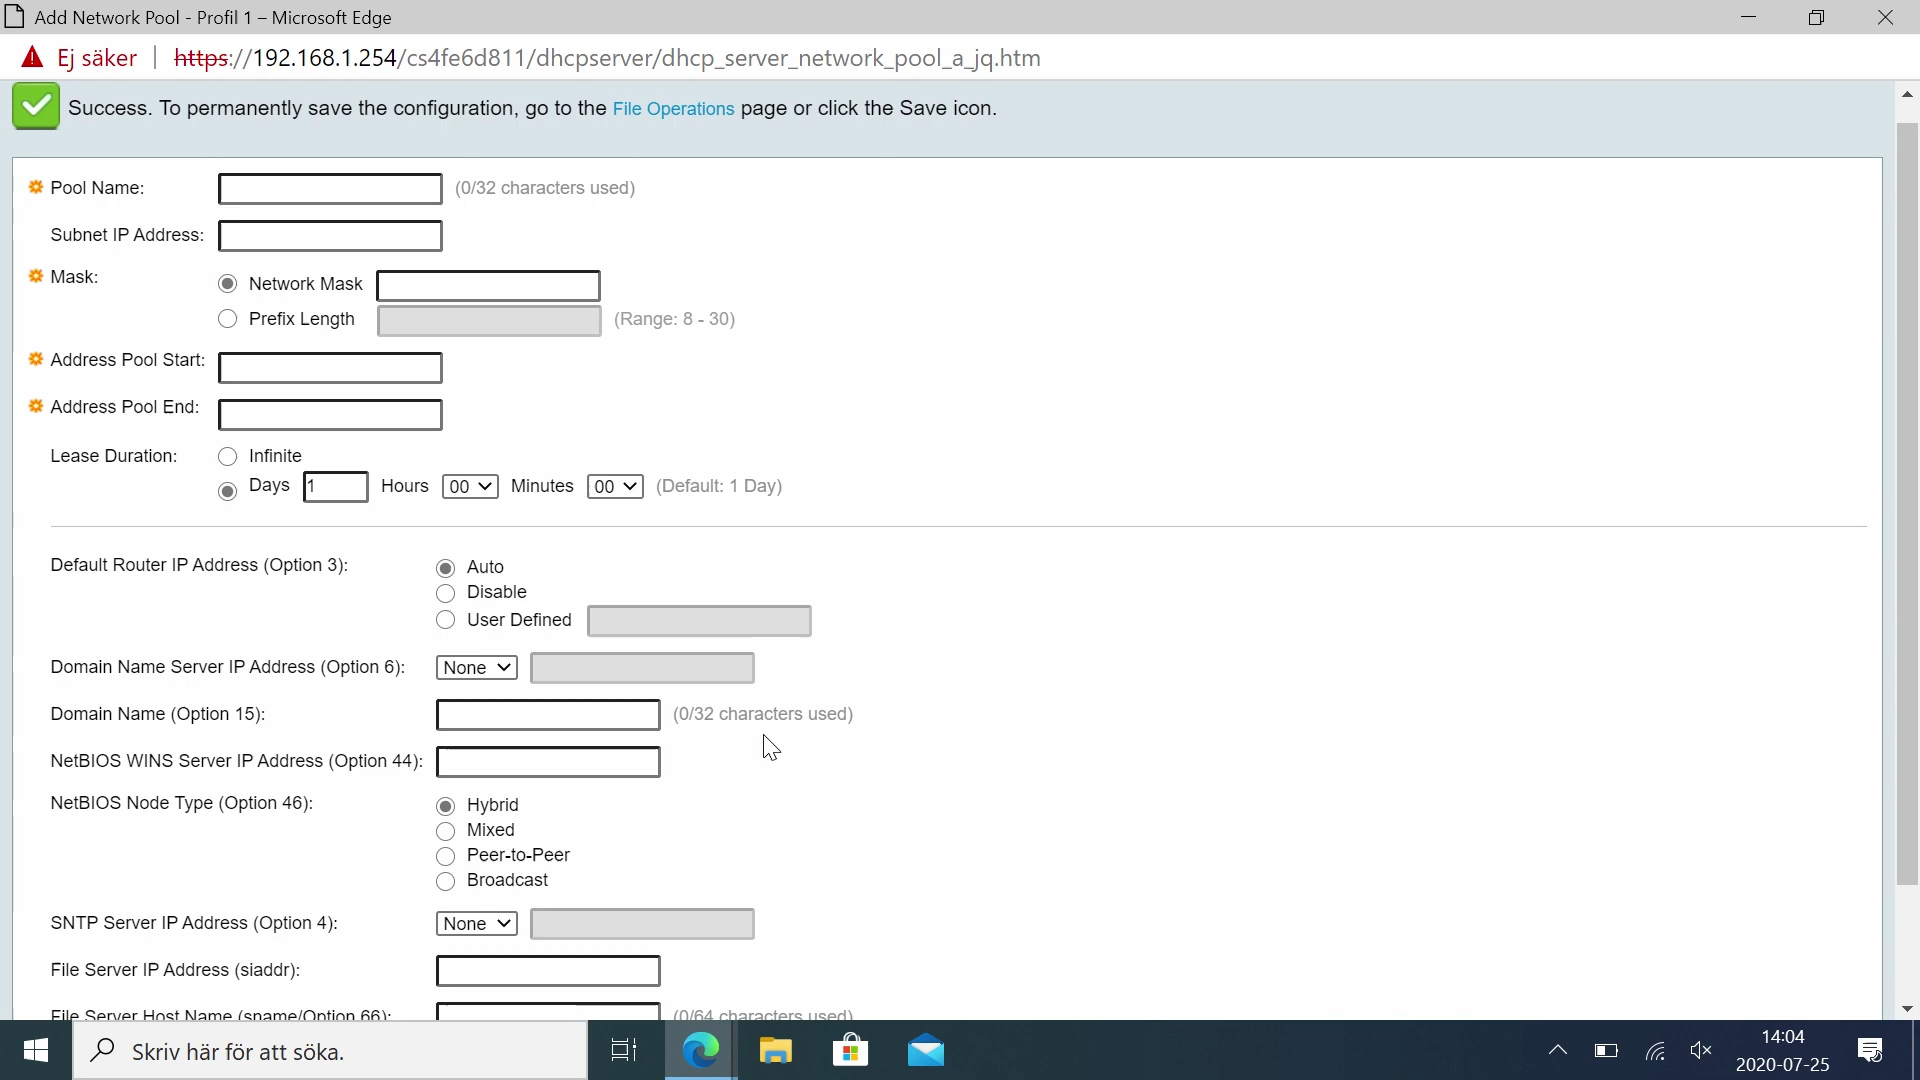 Add Network Pool - Profil 1 – Microsoft Edge
Ej säker | https://192.168.1.254/cs4fe6d811/dhcpserver/dhcp_server_network_pool_a_jq.htm
Success. To permanently save the configuration, go to the File Operations page or click the Save icon.
Pool Name: (0/32 characters used)
Subnet IP Address:
Mask: Network Mask
Prefix Length (Range: 8 - 30)
Address Pool Start:
Address Pool End:
Lease Duration: Infinite
Days 1 Hours 00 Minutes 00 (Default: 1 Day)
Default Router IP Address (Option 3): Auto
Disable
User Defined
Domain Name Server IP Address (Option 6): None
Domain Name (Option 15): (0/32 characters used)
NetBIOS WINS Server IP Address (Option 44):
NetBIOS Node Type (Option 46): Hybrid
Mixed
Peer-to-Peer
Broadcast
SNTP Server IP Address (Option 4): None
File Server IP Address (siaddr):
File Server Host Name (sname/Option 66): (0/64 characters used)
Skriv här för att söka.
14:04
2020-07-25